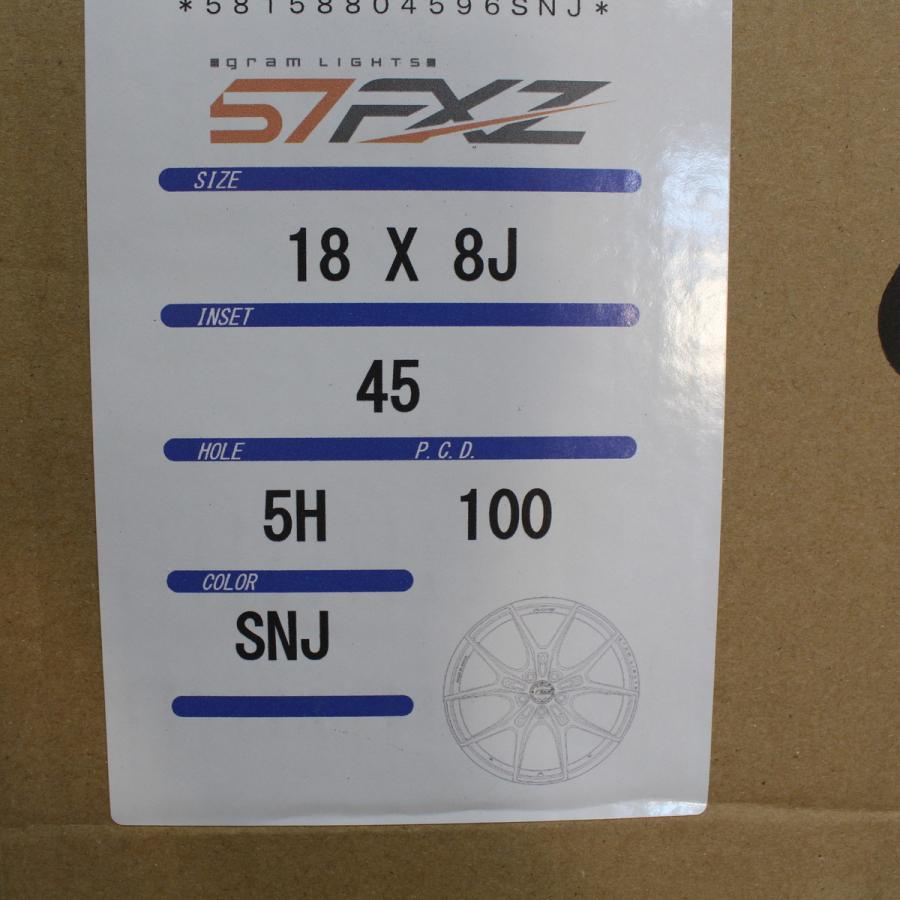 *58158804596SNJ*
gram LIGHTS
57FXZ
SIZE
18 X 8J
INSET
45
HOLE P.C.D.
5H 100
COLOR
SNJ